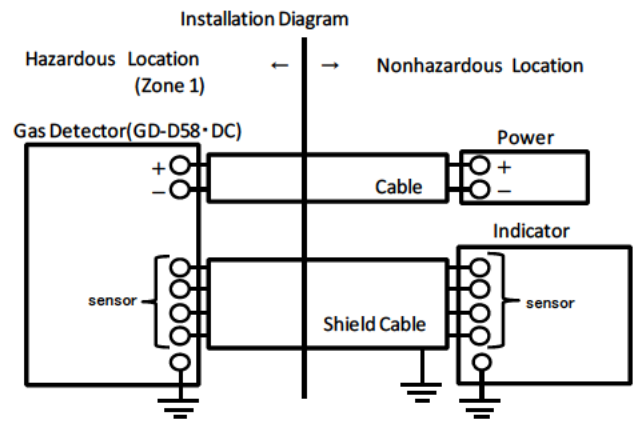 Installation Diagram
Hazardous Location
(Zone 1)
← →
Nonhazardous Location
Gas Detector(GD-D58・DC)
Power
+
−
Cable
+
−
Indicator
sensor
Shield Cable
sensor